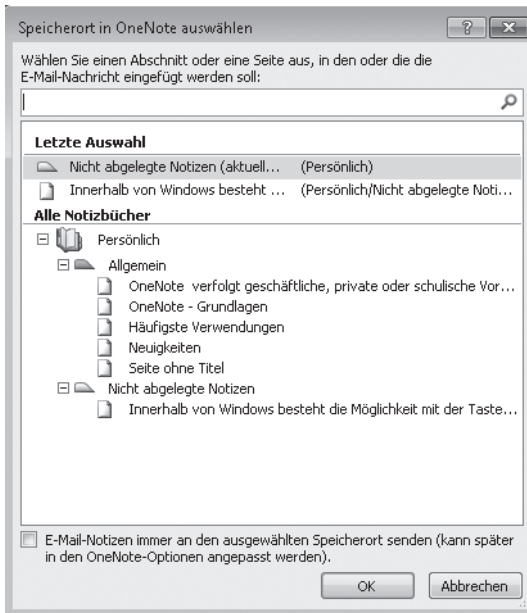 Speicherort in OneNote auswählen
Wählen Sie einen Abschnitt oder eine Seite aus, in den oder die die
E-Mail-Nachricht eingefügt werden soll:
Letzte Auswahl
Nicht abgelegte Notizen (aktuell... (Persönlich)
Innerhalb von Windows besteht ... (Persönlich/Nicht abgelegte Noti...
Alle Notizbücher
Persönlich
Allgemein
OneNote verfolgt geschäftliche, private oder schulische Vor...
OneNote - Grundlagen
Häufigste Verwendungen
Neuigkeiten
Seite ohne Titel
Nicht abgelegte Notizen
Innerhalb von Windows besteht die Möglichkeit mit der Taste...
E-Mail-Notizen immer an den ausgewählten Speicherort senden (kann später
in den OneNote-Optionen angepasst werden).
OK Abbrechen